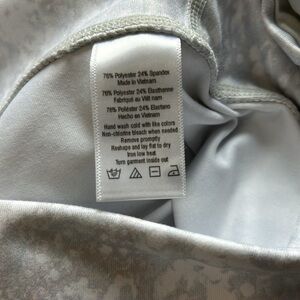 76% Polyester 24% Spandex
Made in Vietnam
76% Polyester 24% Élasthenne
Fabriqué au Viêt nam
76% Poliéster 24% Elastano
Hecho en Vietnam
Hand wash cold with like colors
Non-chlorine bleach when needed
Remove promptly
Reshape and lay flat to dry
Iron low heat
Turn garment inside out